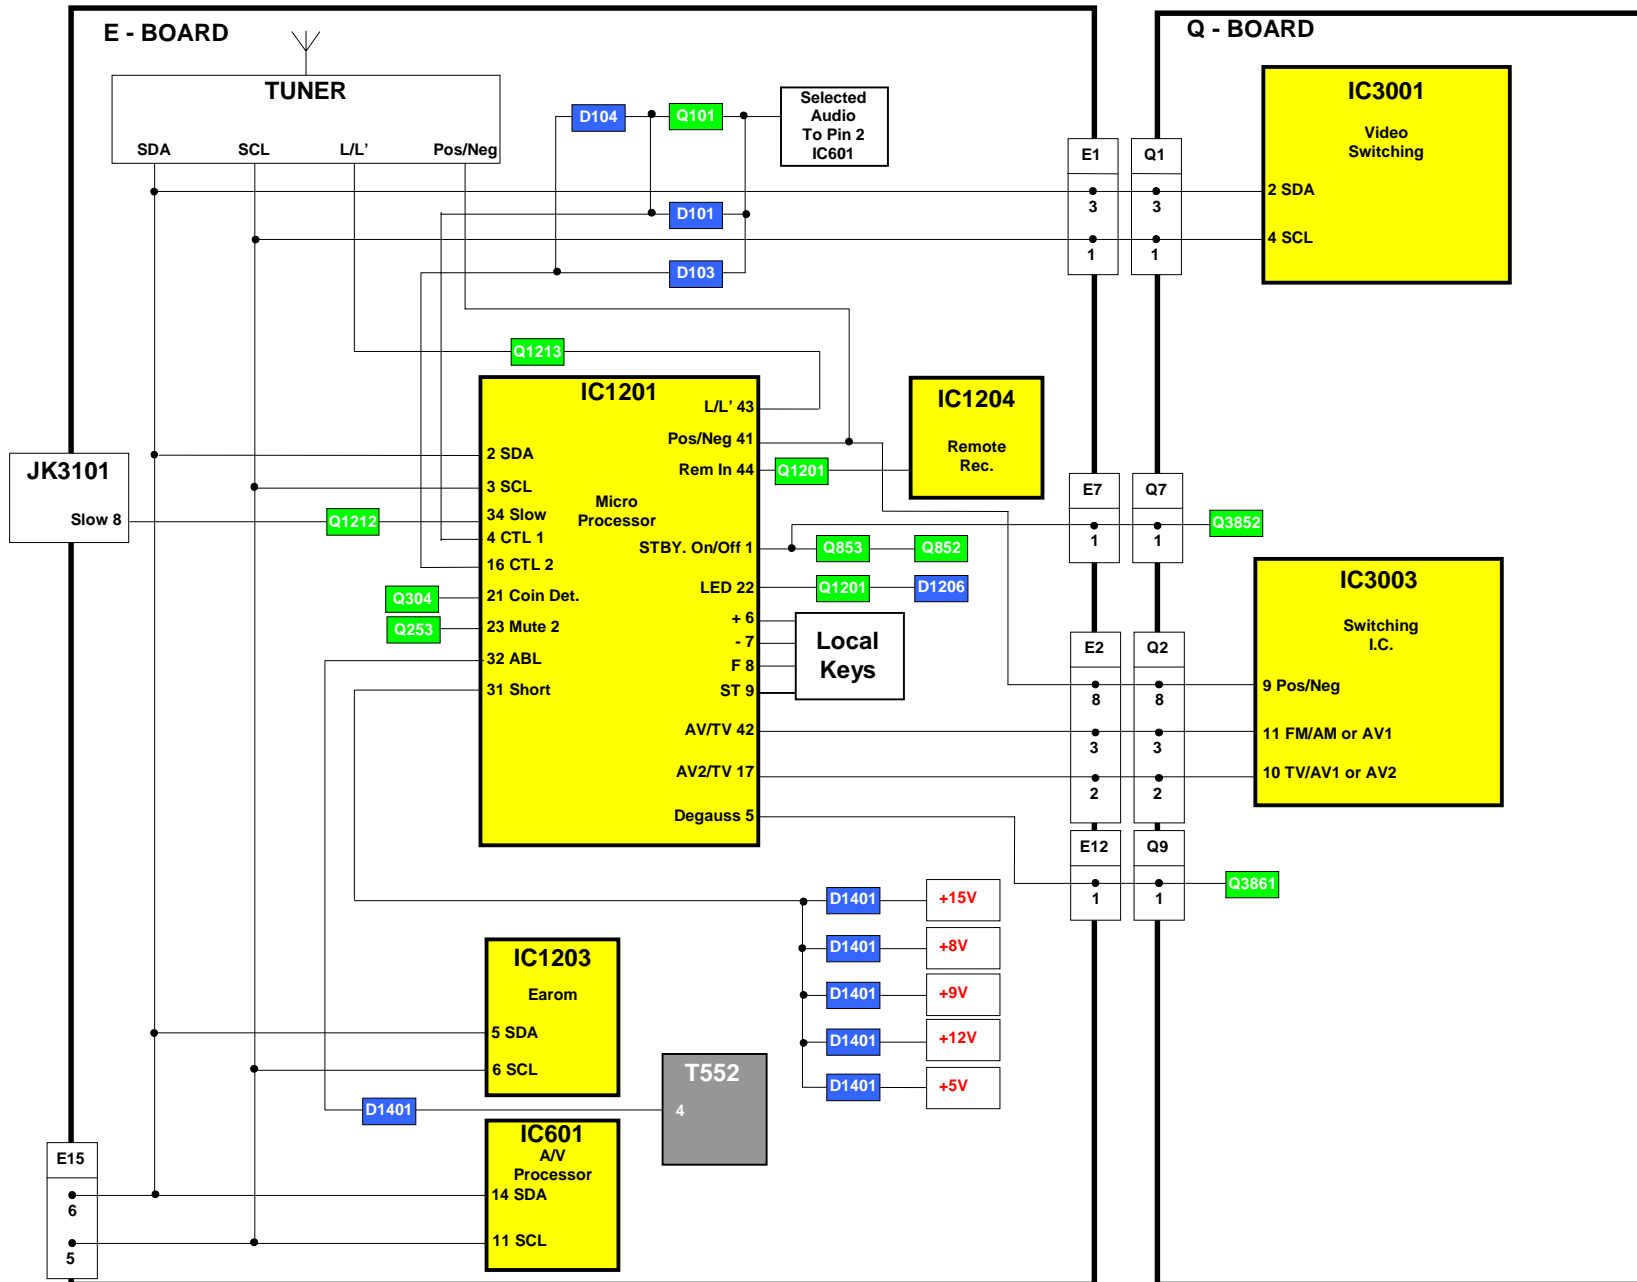 E - BOARD
Q - BOARD
TUNER
SDA
SCL
L/L'
Pos/Neg
D104
Q101
Selected
Audio
To Pin 2
IC601
D101
D103
E1
3
1
Q1
3
1
IC3001
Video
Switching
2 SDA
4 SCL
Q1213
IC1201
Micro
Processor
2 SDA
3 SCL
34 Slow
4 CTL 1
16 CTL 2
21 Coin Det.
23 Mute 2
32 ABL
31 Short
L/L' 43
Pos/Neg 41
Rem In 44
STBY. On/Off 1
LED 22
+ 6
- 7
F 8
ST 9
AV/TV 42
AV2/TV 17
Degauss 5
JK3101
Slow 8
Q1212
Q304
Q253
Q1201
IC1204
Remote
Rec.
Q853
Q852
Q1201
D1206
Local
Keys
E7
1
Q7
1
Q3852
E2
8
3
2
Q2
8
3
2
IC3003
Switching
I.C.
9 Pos/Neg
11 FM/AM or AV1
10 TV/AV1 or AV2
E12
1
Q9
1
Q3861
D1401
+15V
D1401
+8V
D1401
+9V
D1401
+12V
D1401
+5V
IC1203
Earom
5 SDA
6 SCL
D1401
T552
4
IC601
A/V
Processor
14 SDA
11 SCL
E15
6
5